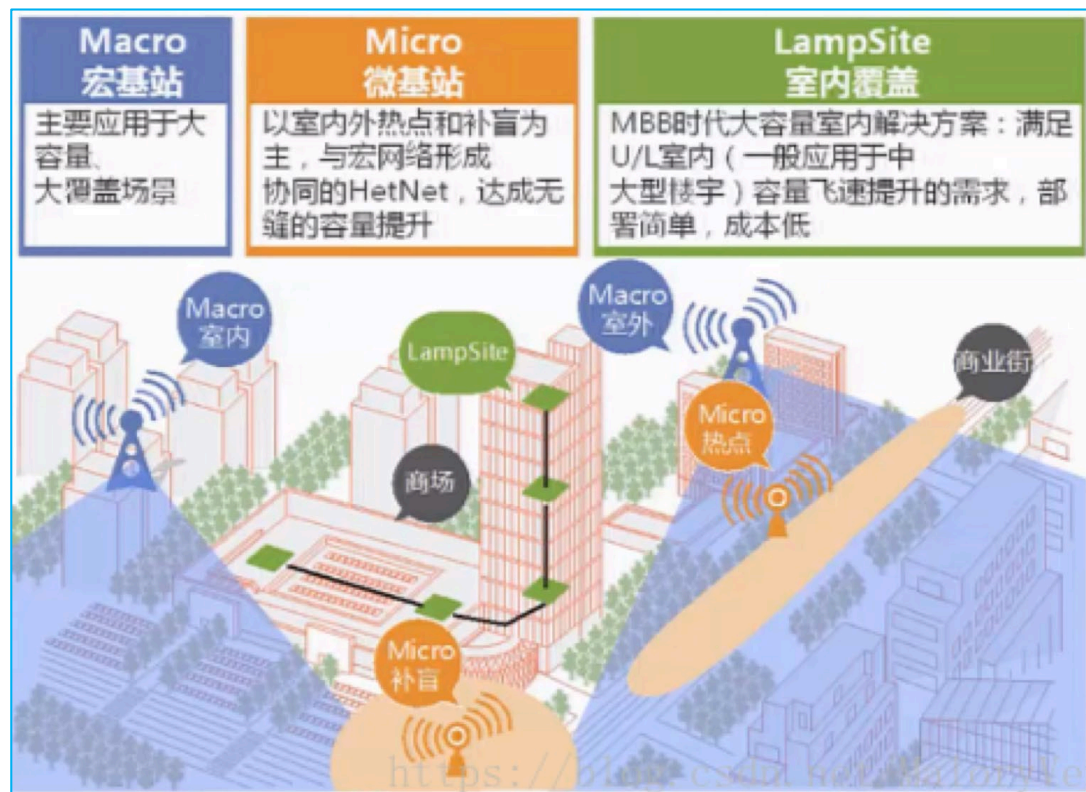 Macro
宏基站
主要应用于大
容量、
大覆盖场景
Micro
微基站
以室内外热点和补盲为
主，与宏网络形成
协同的HetNet，达成无
缝的容量提升
LampSite
室内覆盖
MBB时代大容量室内解决方案：满足
U/L室内（一般应用于中
大型楼宇）容量飞速提升的需求，部
署简单，成本低
Macro
室内
LampSite
Macro
室外
商业街
Micro
热点
商场
Micro
补盲
https://blog.csdn.net/